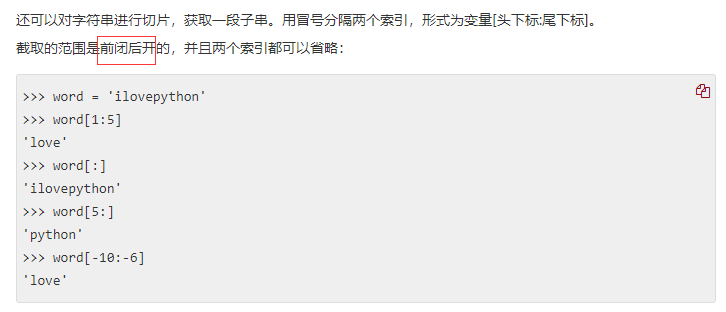 还可以对字符串进行切片，获取一段子串。用冒号分隔两个索引，形式为变量[头下标:尾下标]。
截取的范围是前闭后开的，并且两个索引都可以省略：
>>> word = 'ilovepython'
>>> word[1:5]
'love'
>>> word[:]
'ilovepython'
>>> word[5:]
'python'
>>> word[-10:-6]
'love'